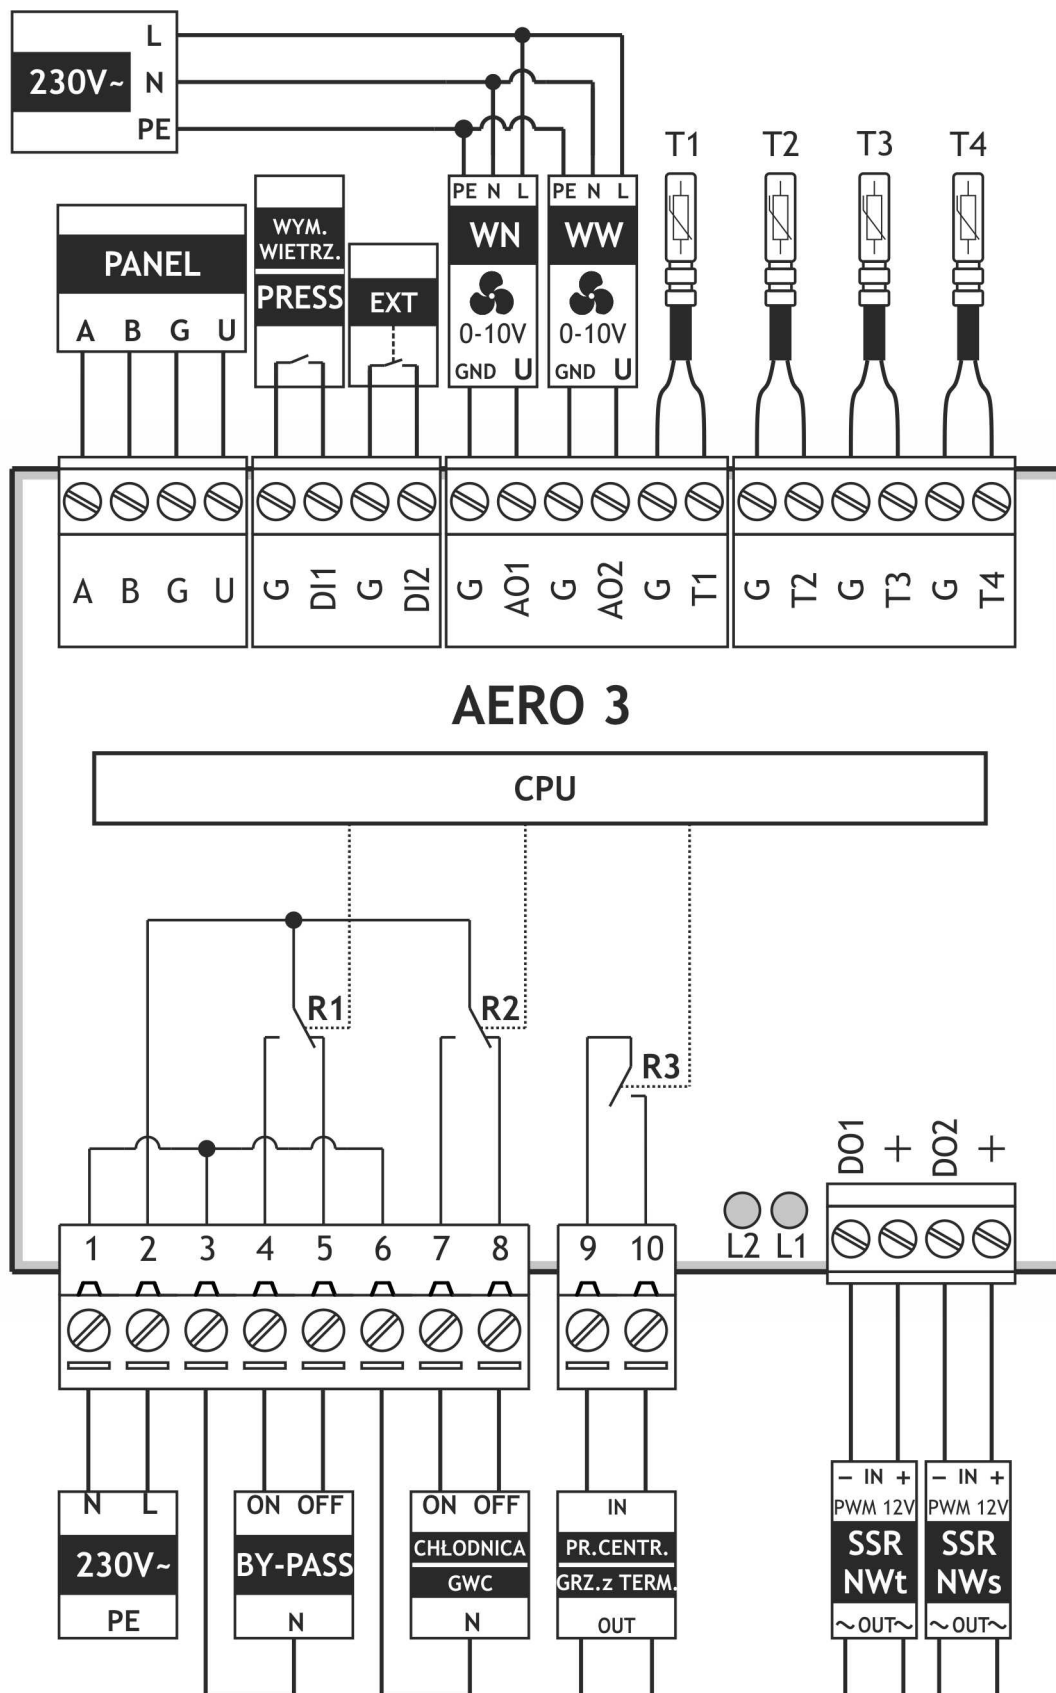 L
230V~ N
PE
T1 T2 T3 T4
PE N L PE N L
WYM.
WIETRZ.
WN WW
PANEL
PRESS EXT
A B G U
0-10V 0-10V
GND U GND U
A B G U G DI1 G DI2 G AO1 G AO2 G T1 G T2 G T3 G T4
AERO 3
CPU
R1 R2
R3
DO1 + DO2 +
1 2 3 4 5 6 7 8 9 10 L2 L1
N L ON OFF ON OFF IN
230V~ BY-PASS CHŁODNICA PR.CENTR.
GWC GRZ.z TERM.
PE N N OUT
− IN + − IN +
PWM 12V PWM 12V
SSR SSR
NWt NWs
~OUT~ ~OUT~